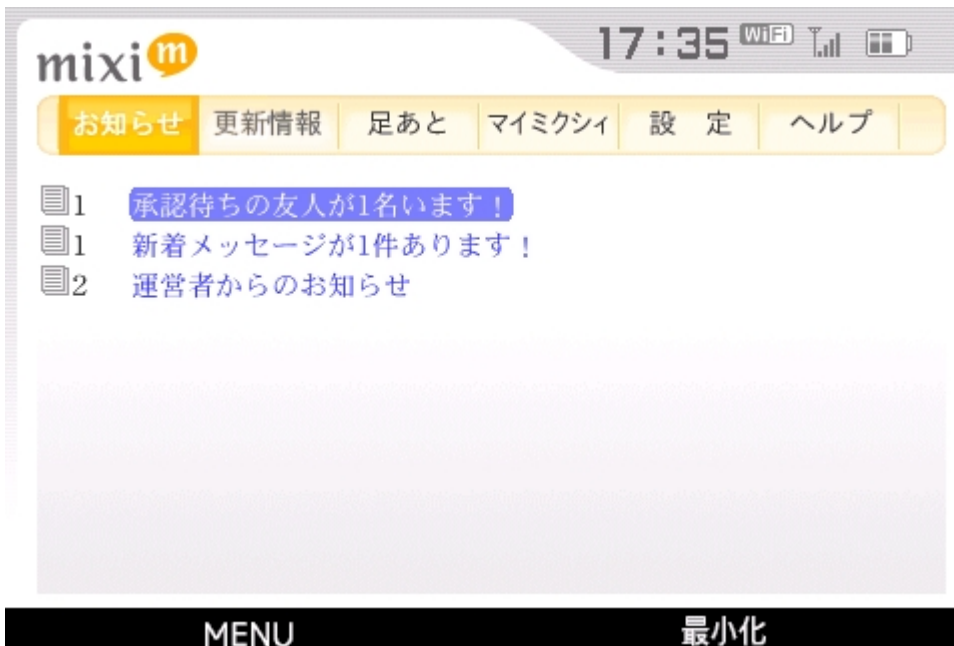 mixi m
17:35 WiFi
お知らせ 更新情報 足あと マイミクシィ 設 定 ヘルプ
1 承認待ちの友人が1名います！
1 新着メッセージが1件あります！
2 運営者からのお知らせ
MENU 最小化